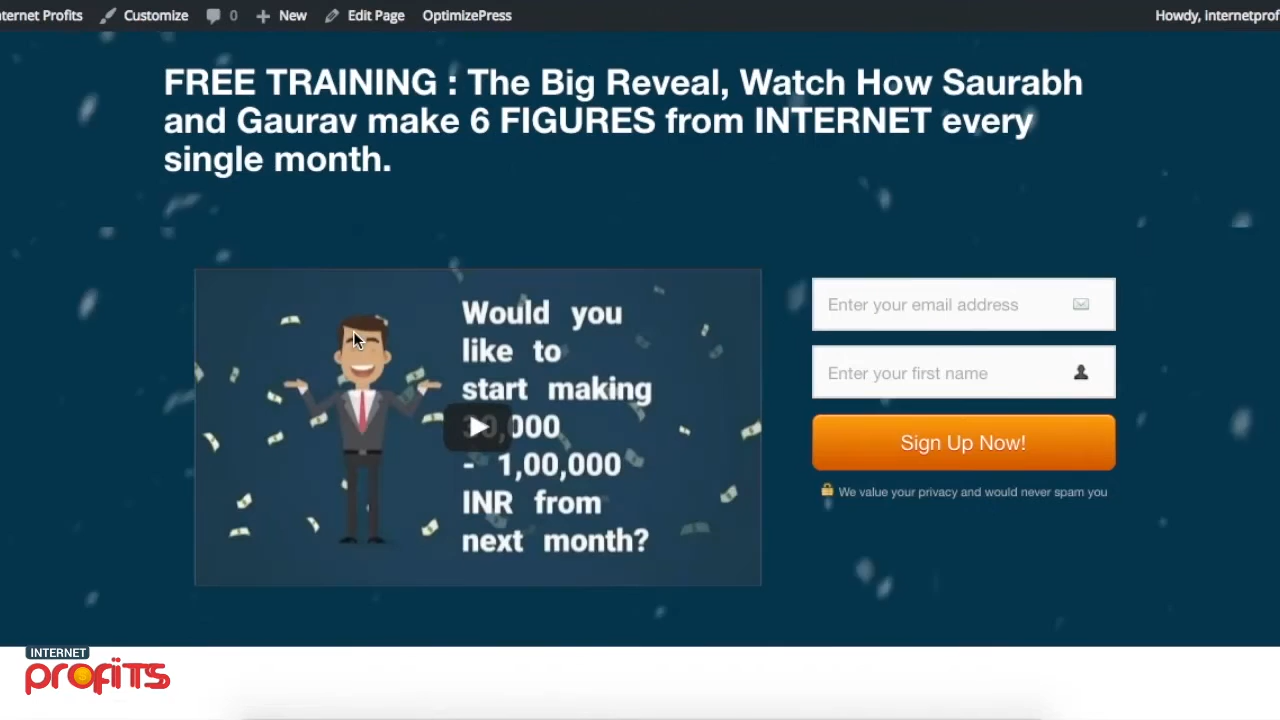 nternet Profits Customize 0 New Edit Page OptimizePress Howdy, internetprof
FREE TRAINING : The Big Reveal, Watch How Saurabh
and Gaurav make 6 FIGURES from INTERNET every
single month.
Would you
like to
start making
30,000
- 1,00,000
INR from
next month?
Enter your email address
Enter your first name
Sign Up Now!
We value your privacy and would never spam you
INTERNET
PROFITS